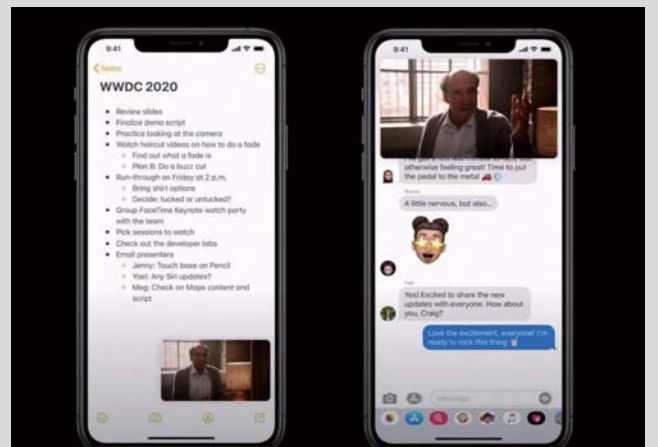 9:41
Notes
WWDC 2020
Review slides
Finalize demo script
Practice looking at the camera
Watch haircut videos on how to do a fade
Find out what a fade is
Plan B: Do a buzz cut
Run-through on Friday at 2 p.m.
Bring shirt options
Decide: tucked or untucked?
Group FaceTime Keynote watch party
with the team
Pick sessions to watch
Check out the developer labs
Email presenters
Jenny: Touch base on Pencil
Yael: Any Siri updates?
Meg: Check on Maps content and
script
9:41
otherwise feeling great! Time to put
the pedal to the metal
A little nervous, but also...
Yael
Yes! Excited to share the new
updates with everyone. How about
you, Craig?
Love the excitement, everyone! I'm
ready to rock this thing
iMessage